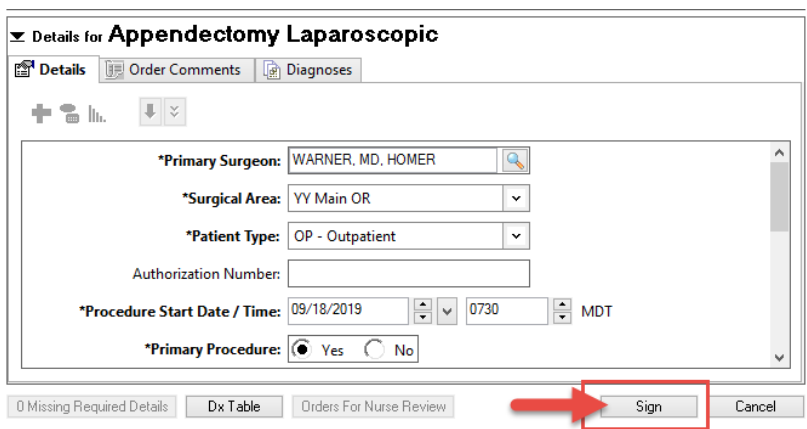 Details for Appendectomy Laparoscopic
Details Order Comments Diagnoses
*Primary Surgeon: WARNER, MD, HOMER
*Surgical Area: YY Main OR
*Patient Type: OP - Outpatient
Authorization Number:
*Procedure Start Date / Time: 09/18/2019 0730 MDT
*Primary Procedure: Yes No
0 Missing Required Details Dx Table Orders For Nurse Review Sign Cancel